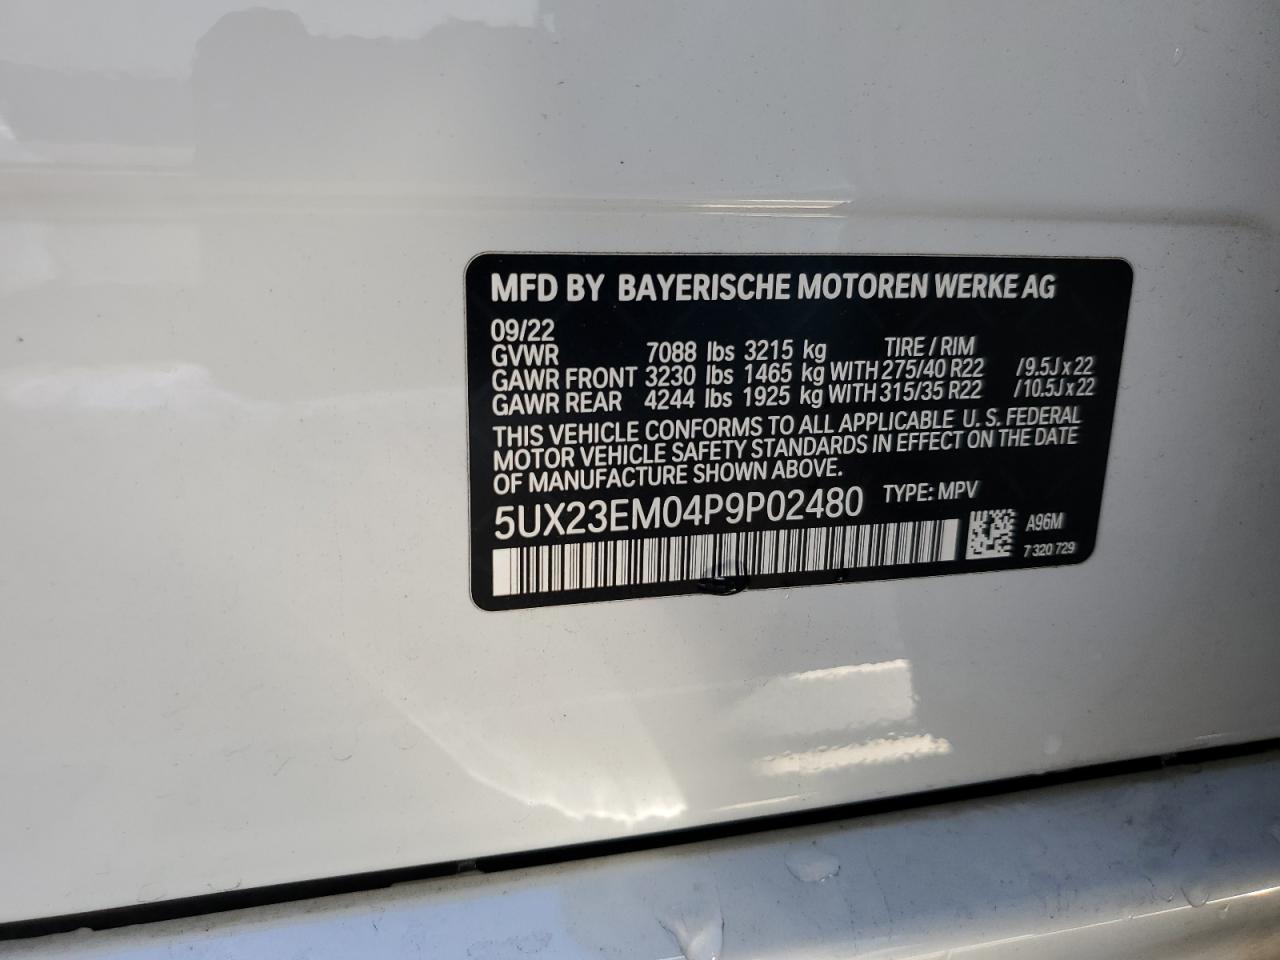 MFD BY BAYERISCHE MOTOREN WERKE AG
09/22
GVWR 7088 lbs 3215 kg TIRE / RIM
GAWR FRONT 3230 lbs 1465 kg WITH 275/40 R22 /9.5J x 22
GAWR REAR 4244 lbs 1925 kg WITH 315/35 R22 /10.5J x 22
THIS VEHICLE CONFORMS TO ALL APPLICABLE U. S. FEDERAL
MOTOR VEHICLE SAFETY STANDARDS IN EFFECT ON THE DATE
OF MANUFACTURE SHOWN ABOVE.
5UX23EM04P9P02480 TYPE: MPV
A96M
7 320 729